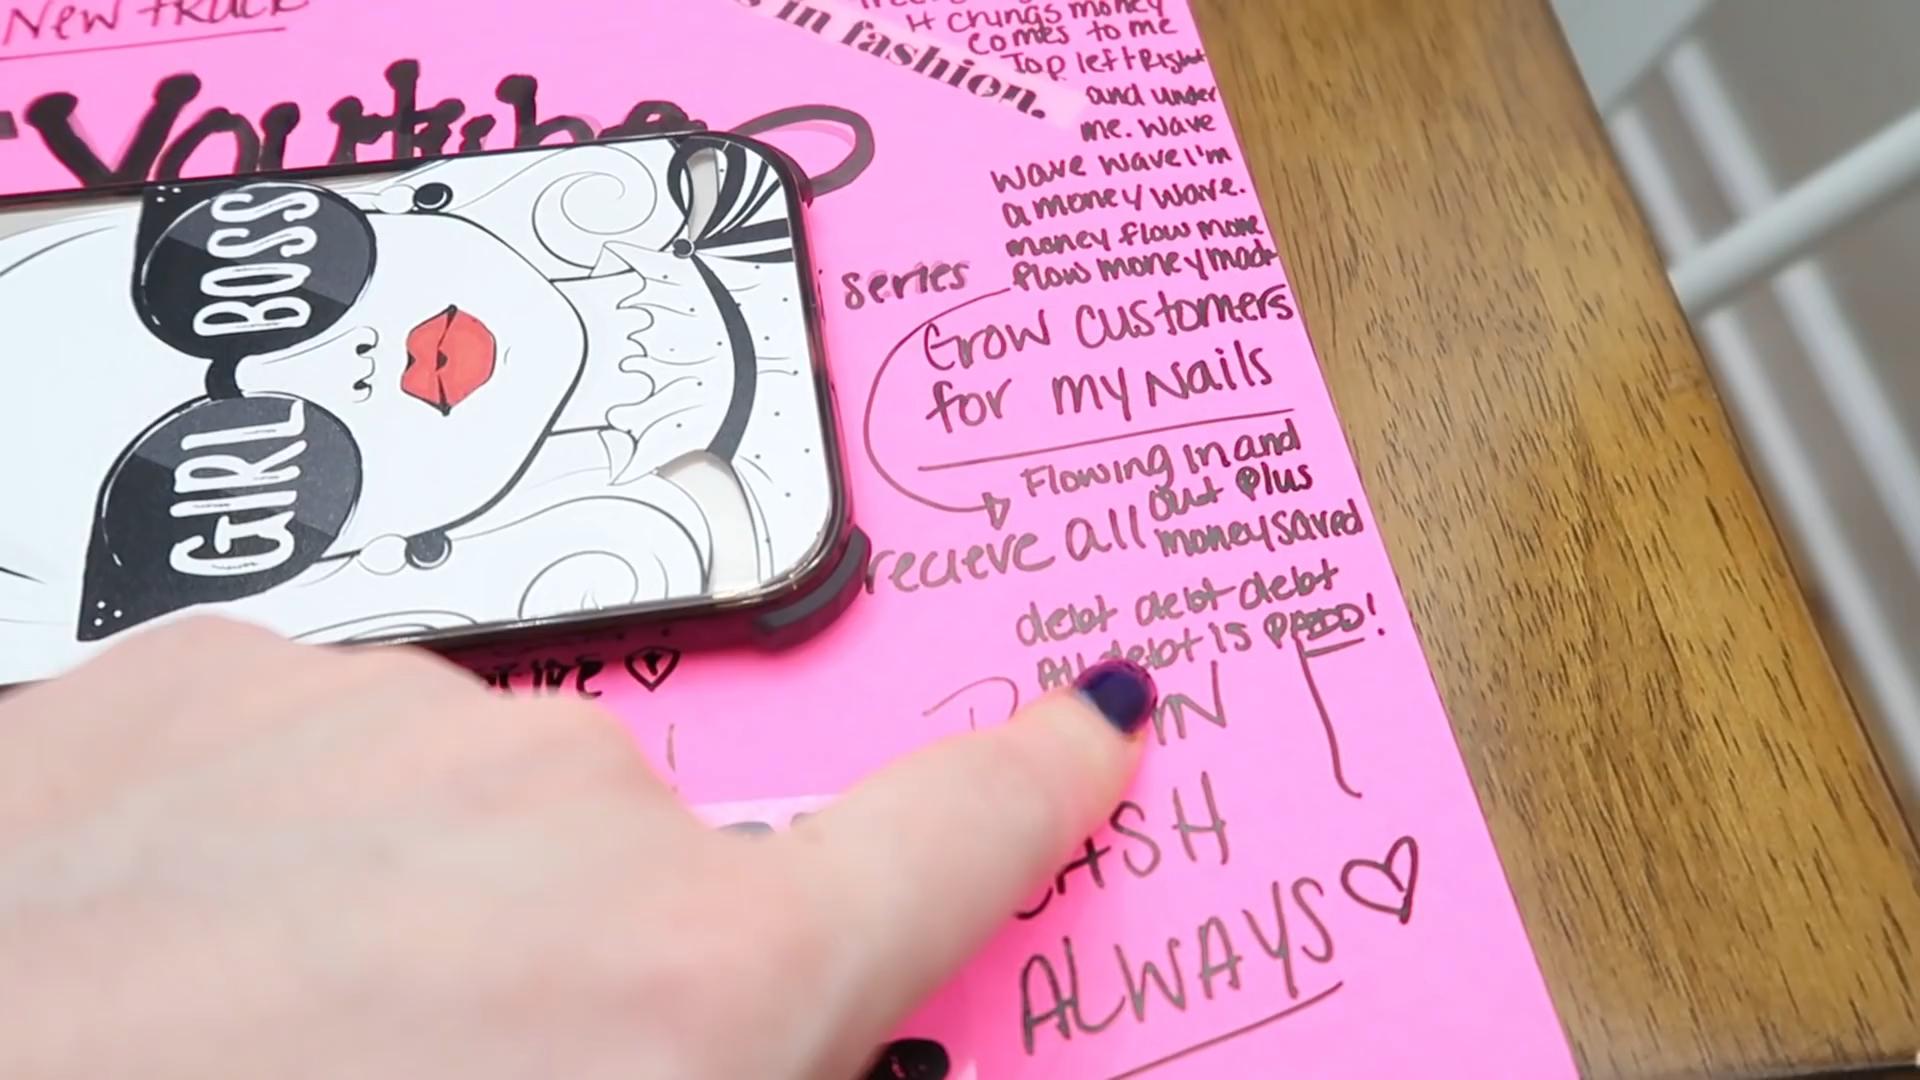 New truck
s in fashion.
It chings money
comes to me
Top left Right
and under
me. wave
wave wave I'm
a money wave.
money flow more
flow money made
Youtube
GIRL BOSS
series
Grow customers
for my Nails
Flowing in and
out plus
recieve all
money saved
debt debt debt
All debt is PAID!
CASH
ALWAYS